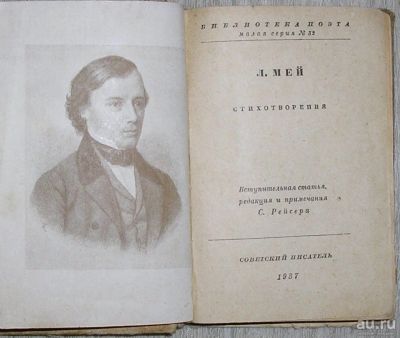 БИБЛИОТЕКА ПОЭТА
малая серия № 32
Л. МЕЙ
СТИХОТВОРЕНИЯ
Вступительная статья,
редакция и примечания
С. Рейсера
СОВЕТСКИЙ ПИСАТЕЛЬ
1937
au.ru